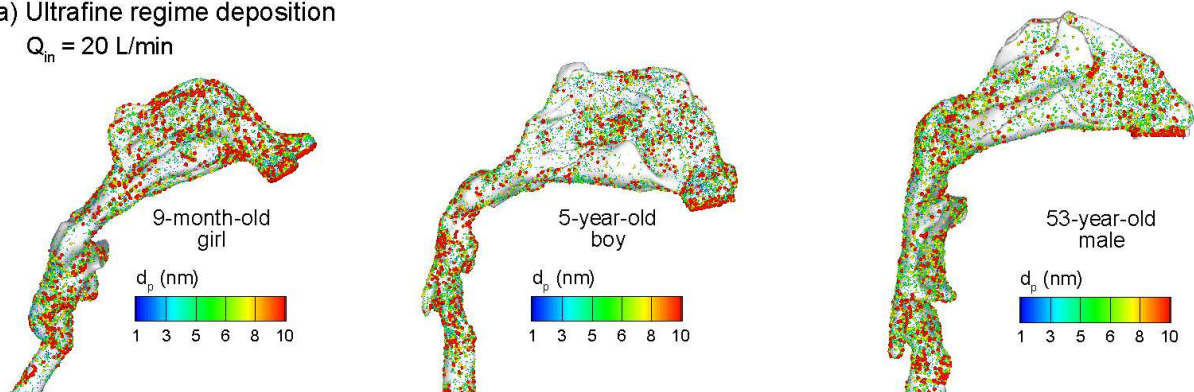 a) Ultrafine regime deposition
Q_in = 20 L/min
9-month-old
girl
d_p (nm)
1 3 5 6 8 10
5-year-old
boy
d_p (nm)
1 3 5 6 8 10
53-year-old
male
d_p (nm)
1 3 5 6 8 10